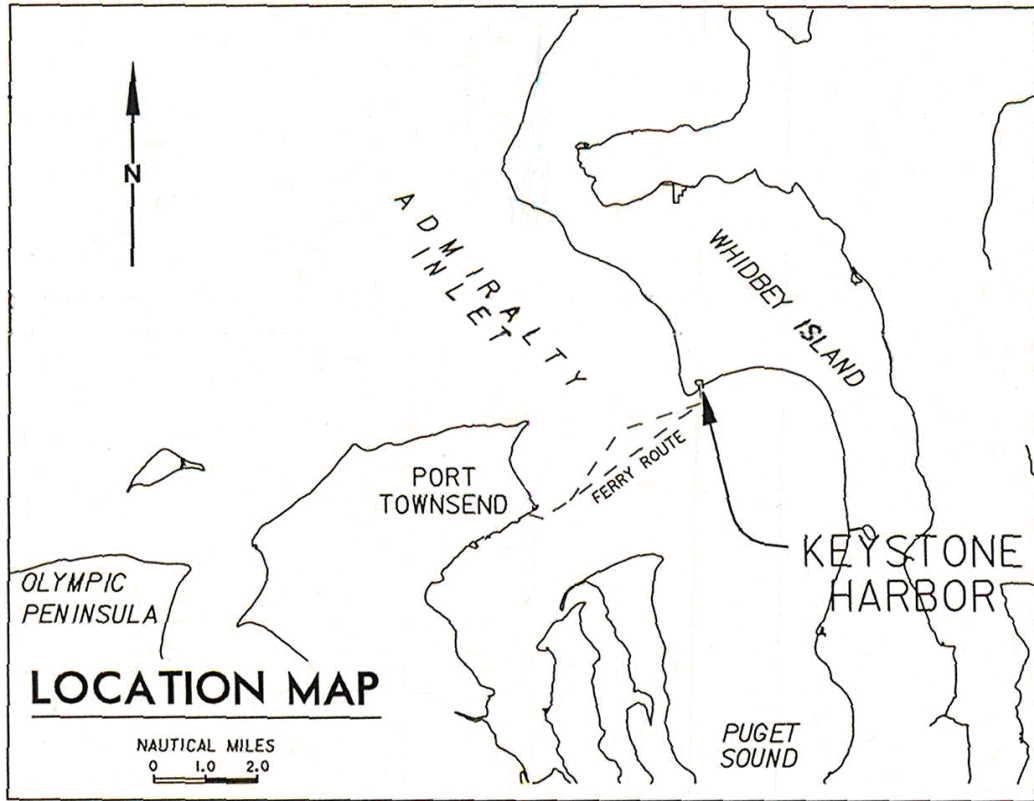 N
ADMIRALTY
INLET
WHIDBEY ISLAND
PORT
TOWNSEND
FERRY ROUTE
KEYSTONE
HARBOR
OLYMPIC
PENINSULA
LOCATION MAP
NAUTICAL MILES
0 1.0 2.0
PUGET
SOUND